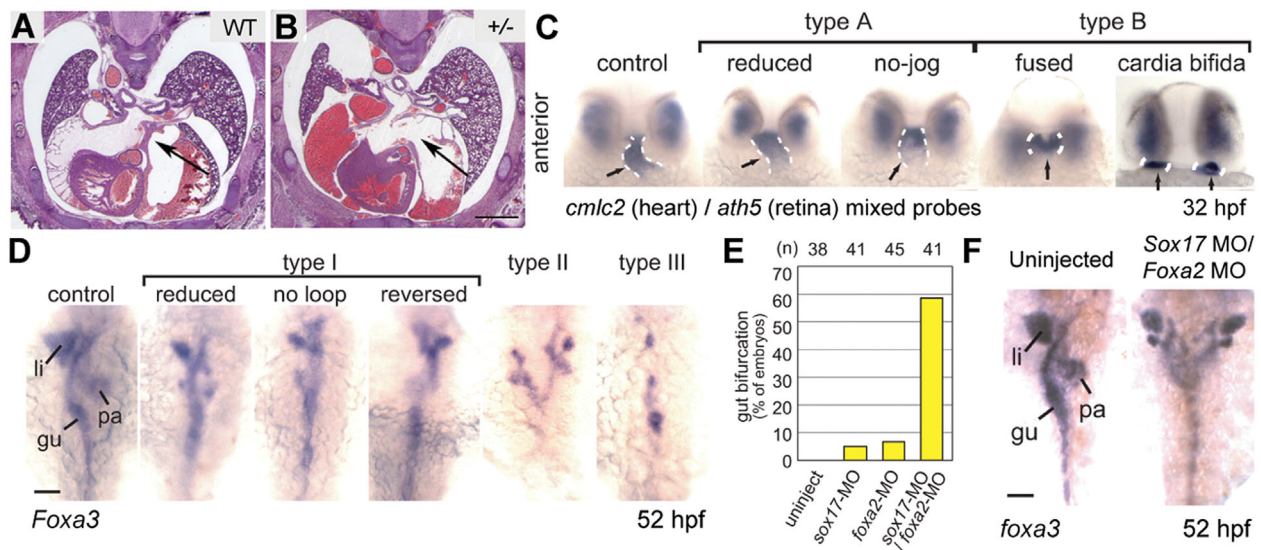 A
WT
B
+/-
C
type A
type B
control
reduced
no-jog
fused
cardia bifida
anterior
cmlc2 (heart) / ath5 (retina) mixed probes
32 hpf
D
type I
type II
type III
control
reduced
no loop
reversed
li
pa
gu
Foxa3
52 hpf
E
(n) 38 41 45 41
70
60
50
40
30
20
10
0
gut bifurcation
(% of embryos)
uninject
sox17-MO
foxa2-MO
sox17-MO
/ foxa2-MO
F
Uninjected
Sox17 MO/
Foxa2 MO
li
pa
gu
foxa3
52 hpf